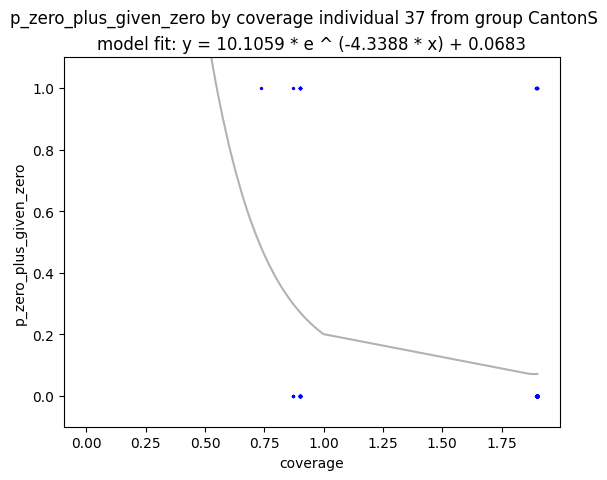 p_zero_plus_given_zero by coverage individual 37 from group CantonS
model fit: y = 10.1059 * e ^ (-4.3388 * x) + 0.0683
1.0
0.8
0.6
0.4
0.2
0.0
p_zero_plus_given_zero
0.00 0.25 0.50 0.75 1.00 1.25 1.50 1.75
coverage